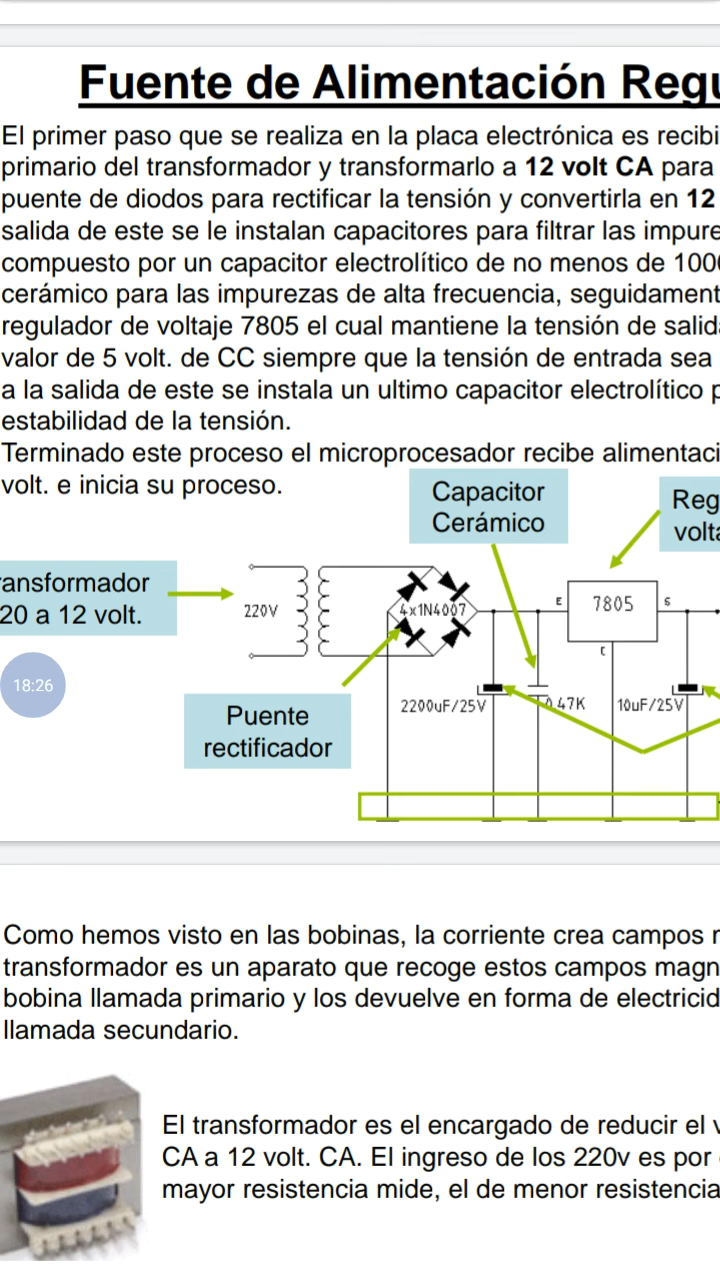 Fuente de Alimentación Regu
El primer paso que se realiza en la placa electrónica es recibi
primario del transformador y transformarlo a 12 volt CA para
puente de diodos para rectificar la tensión y convertirla en 12
salida de este se le instalan capacitores para filtrar las impure
compuesto por un capacitor electrolítico de no menos de 100
cerámico para las impurezas de alta frecuencia, seguidament
regulador de voltaje 7805 el cual mantiene la tensión de salid
valor de 5 volt. de CC siempre que la tensión de entrada sea
a la salida de este se instala un ultimo capacitor electrolítico p
estabilidad de la tensión.
Terminado este proceso el microprocesador recibe alimentaci
volt. e inicia su proceso.
Capacitor
Cerámico
Reg
volta
ansformador
20 a 12 volt.
220V
4x1N4007
E
7805
S
C
18:26
Puente
rectificador
2200uF/25V
0.47K
10uF/25V
Como hemos visto en las bobinas, la corriente crea campos
transformador es un aparato que recoge estos campos magn
bobina llamada primario y los devuelve en forma de electricid
llamada secundario.
El transformador es el encargado de reducir el v
CA a 12 volt. CA. El ingreso de los 220v es por
mayor resistencia mide, el de menor resistencia